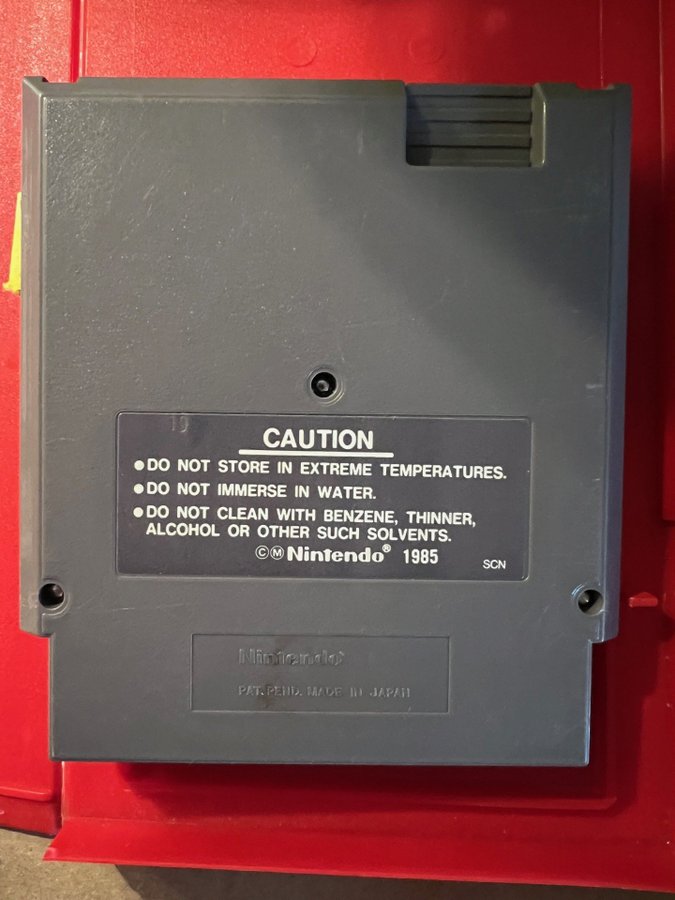 10
CAUTION
●DO NOT STORE IN EXTREME TEMPERATURES.
●DO NOT IMMERSE IN WATER.
●DO NOT CLEAN WITH BENZENE, THINNER,
ALCOHOL OR OTHER SUCH SOLVENTS.
©Ⓜ Nintendo® 1985
SCN
Nintendo®
PAT. PEND. MADE IN JAPAN